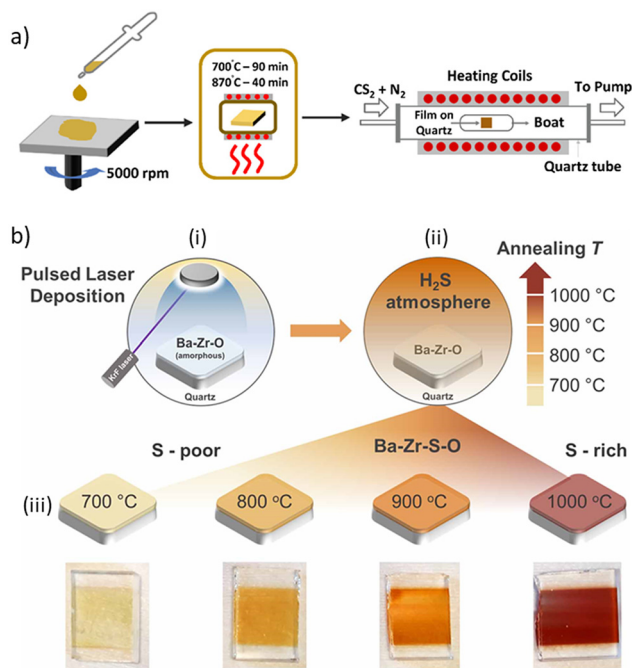 a)
700°C – 90 min
870°C – 40 min
5000 rpm
CS₂ + N₂
Heating Coils
To Pump
Film on
Quartz
Boat
Quartz tube
b)
(i)
(ii)
Annealing T
Pulsed Laser
Deposition
KrF laser
Ba-Zr-O
(amorphous)
Quartz
H₂S
atmosphere
Ba-Zr-O
Quartz
1000 °C
900 °C
800 °C
700 °C
S - poor
Ba-Zr-S-O
S - rich
(iii)
700 °C
800 °C
900 °C
1000 °C